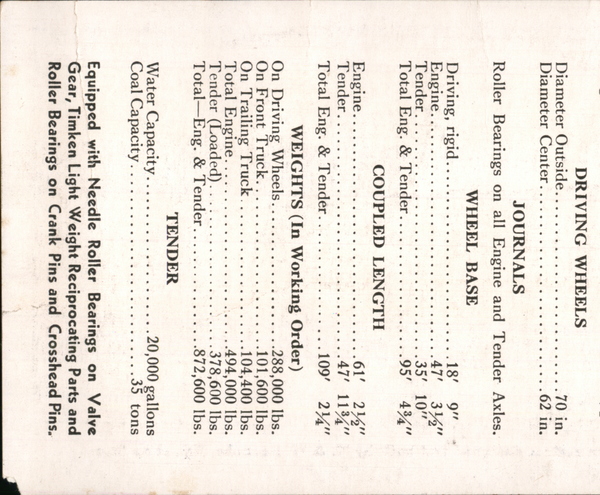 DRIVING WHEELS
Diameter Outside........................70 in.
Diameter Center.........................62 in.
JOURNALS
Roller Bearings on all Engine and Tender Axles.
WHEEL BASE
Driving, rigid........................18' 9"
Engine................................47' 3½"
Tender................................35' 10"
Total Eng. & Tender...................95' 4¾"
COUPLED LENGTH
Engine................................61' 2½"
Tender................................47' 11¾"
Total Eng. & Tender...................109' 2¼"
WEIGHTS (In Working Order)
On Driving Wheels.................288,000 lbs.
On Front Truck....................101,600 lbs.
On Trailing Truck.................104,400 lbs.
Total Engine......................494,000 lbs.
Tender (Loaded)...................378,600 lbs.
Total—Eng. & Tender...............872,600 lbs.
TENDER
Water Capacity....................20,000 gallons
Coal Capacity.....................35 tons
Equipped with Needle Roller Bearings on Valve
Gear, Timken Light Weight Reciprocating Parts and
Roller Bearings on Crank Pins and Crosshead Pins.